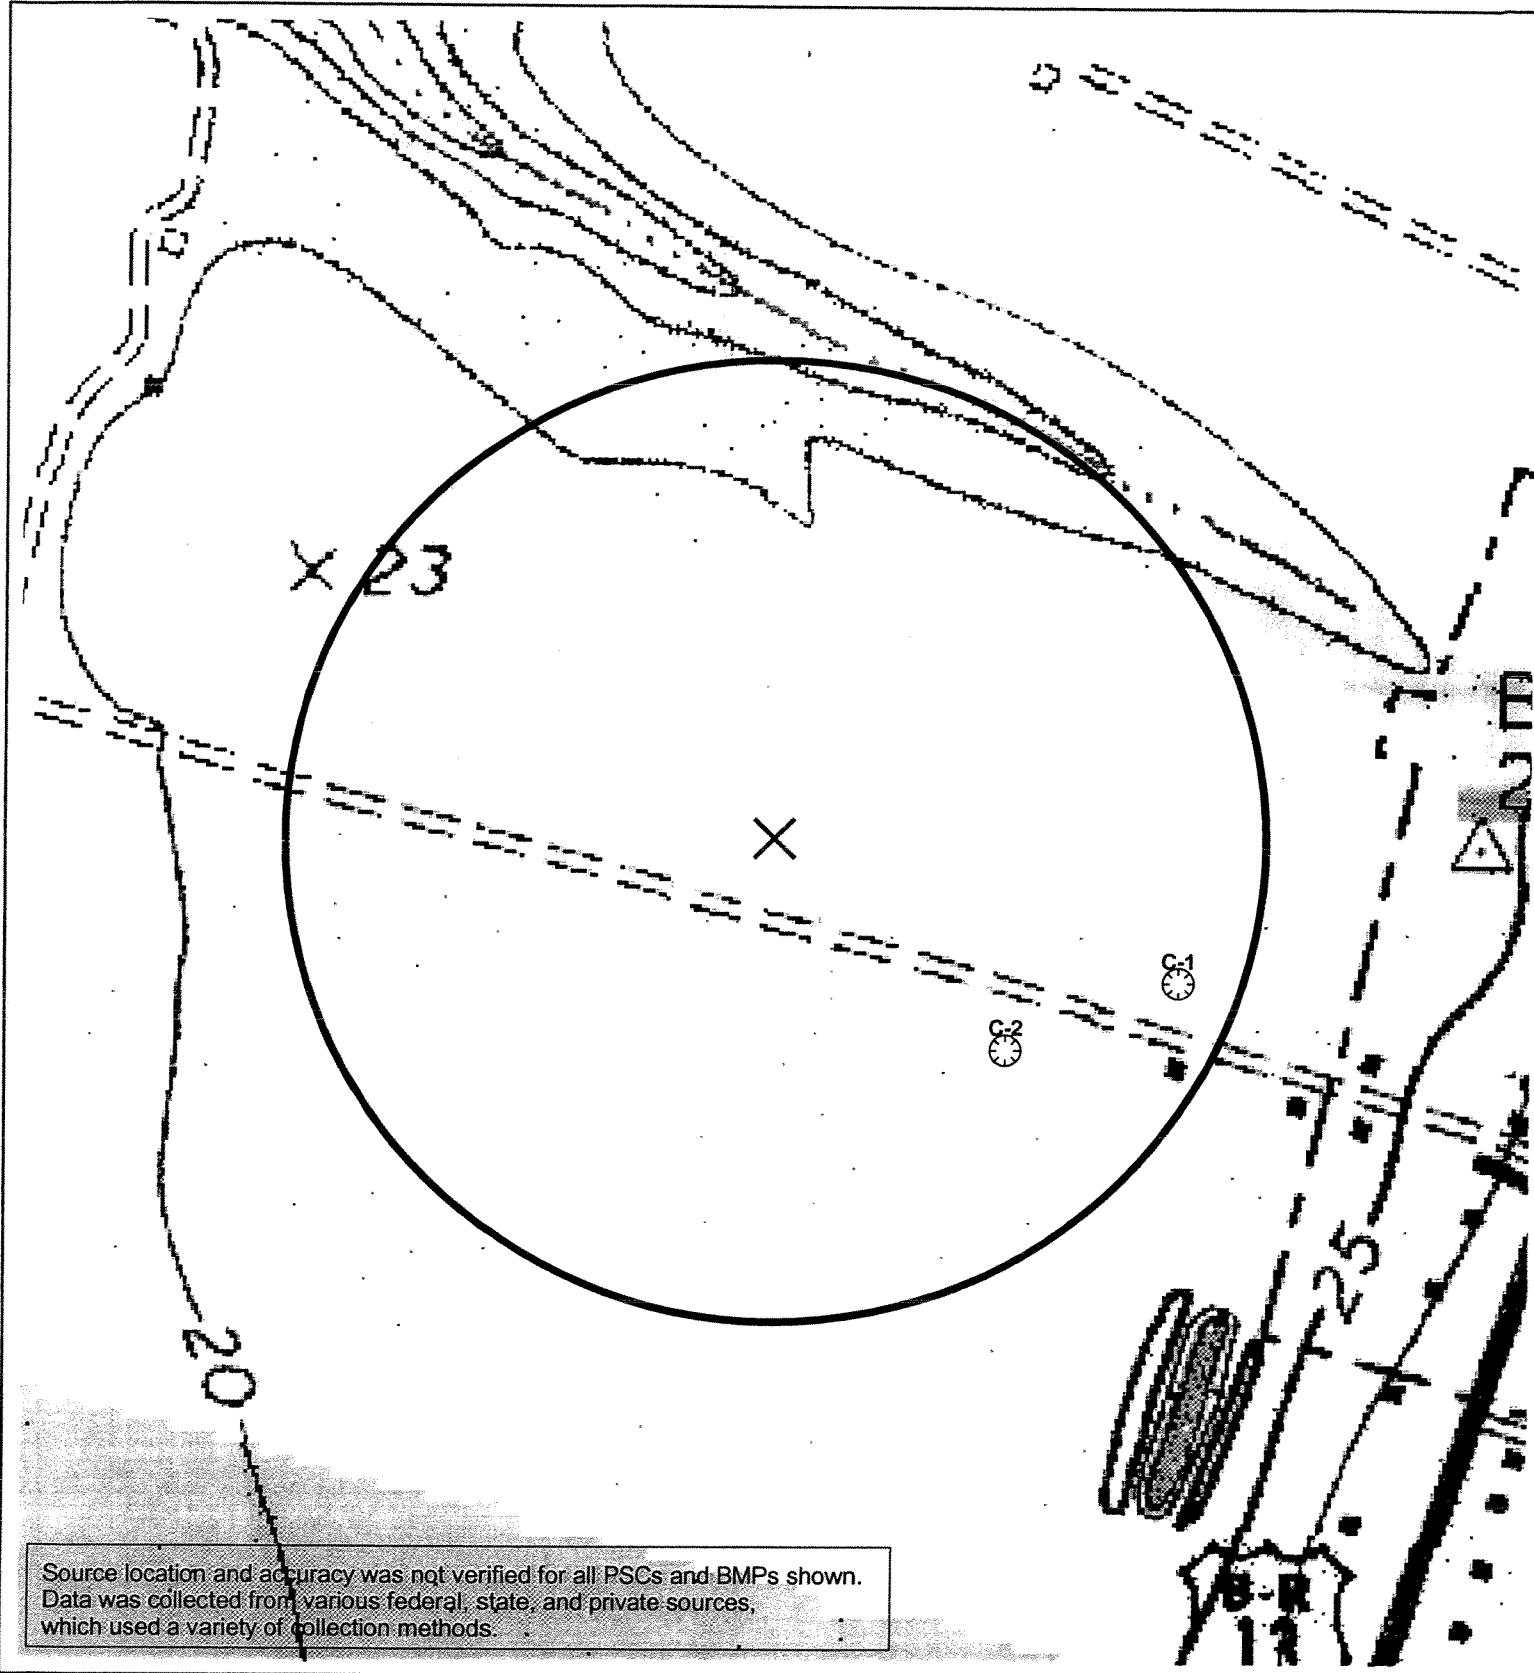 23
C-1
C-2
25
20
Source location and accuracy was not verified for all PSCs and BMPs shown.
Data was collected from various federal, state, and private sources,
which used a variety of collection methods.